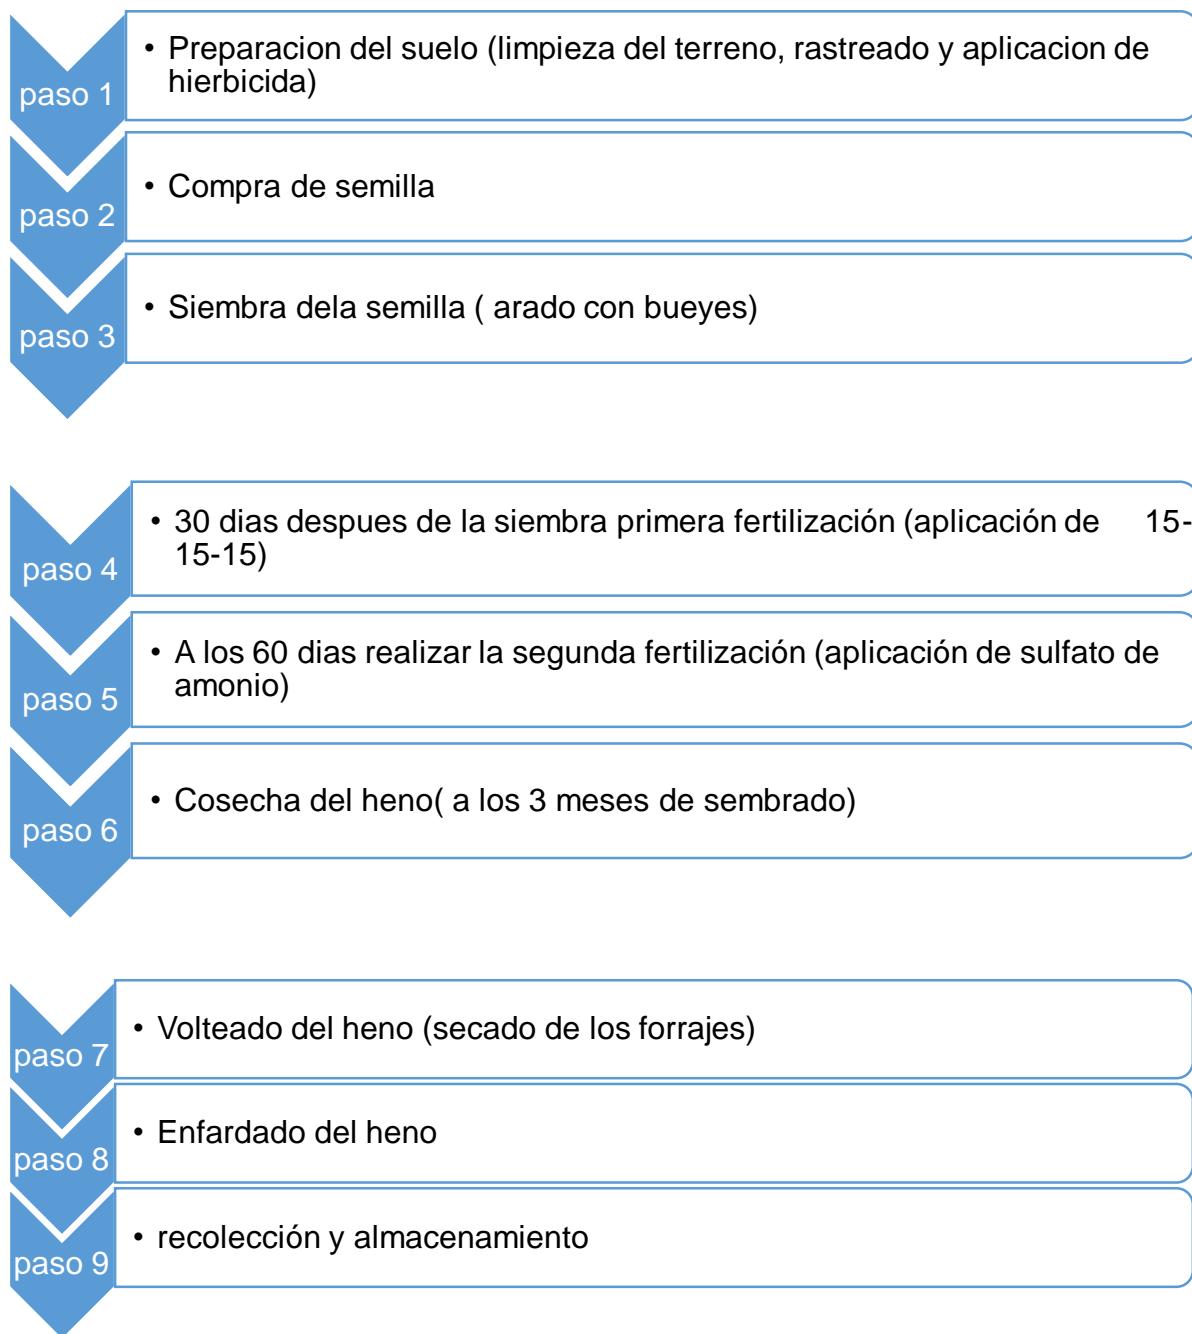 paso 1
• Preparacion del suelo (limpieza del terreno, rastreado y aplicacion de
hierbicida)
paso 2
• Compra de semilla
paso 3
• Siembra dela semilla ( arado con bueyes)
paso 4
• 30 dias despues de la siembra primera fertilización (aplicación de 15-
15-15)
paso 5
• A los 60 dias realizar la segunda fertilización (aplicación de sulfato de
amonio)
paso 6
• Cosecha del heno( a los 3 meses de sembrado)
paso 7
• Volteado del heno (secado de los forrajes)
paso 8
• Enfardado del heno
paso 9
• recolección y almacenamiento